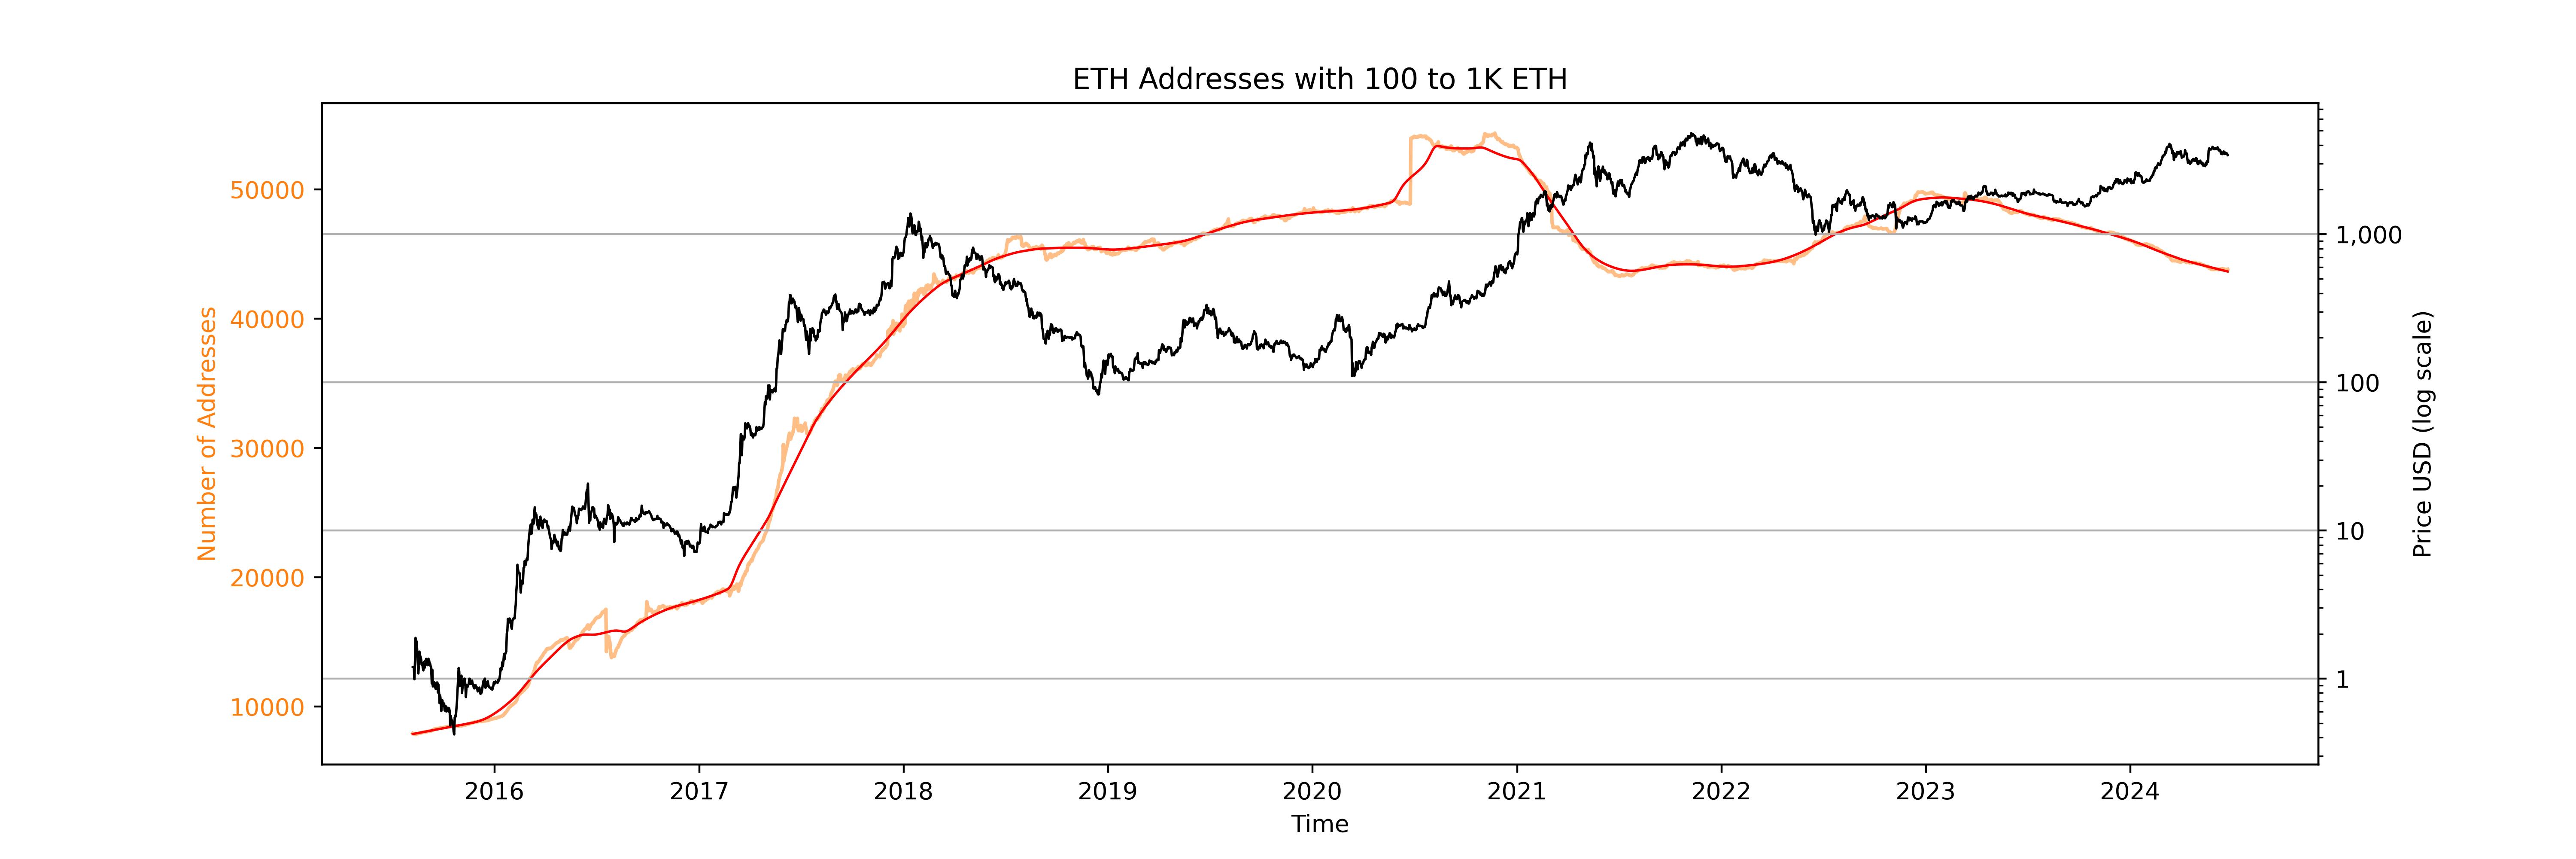 ETH Addresses with 100 to 1K ETH
Number of Addresses
50000
40000
30000
20000
10000
1,000
100
10
1
Price USD (log scale)
2016 2017 2018 2019 2020 2021 2022 2023 2024
Time